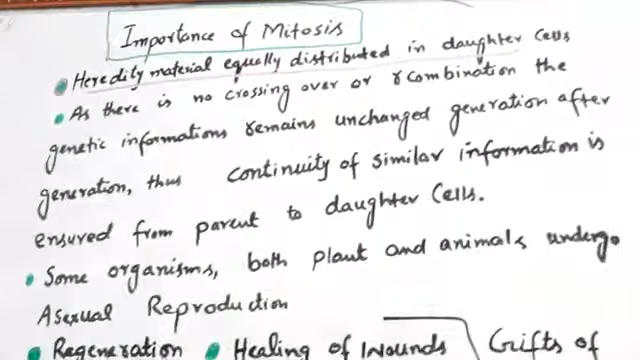 Importance of Mitosis
Heredity material equally distributed in daughter cells
As there is no crossing over or recombination the
genetic informations remains unchanged generation after
generation, thus continuity of similar information is
ensured from parent to daughter cells.
Some organisms, both plant and animals undergo
Asexual Reproduction
Regeneration Healing of Wounds Grifts of